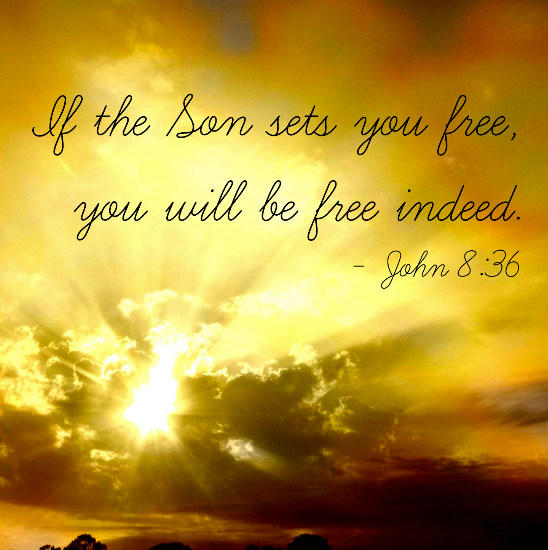 If the Son sets you free,
you will be free indeed.
- John 8:36